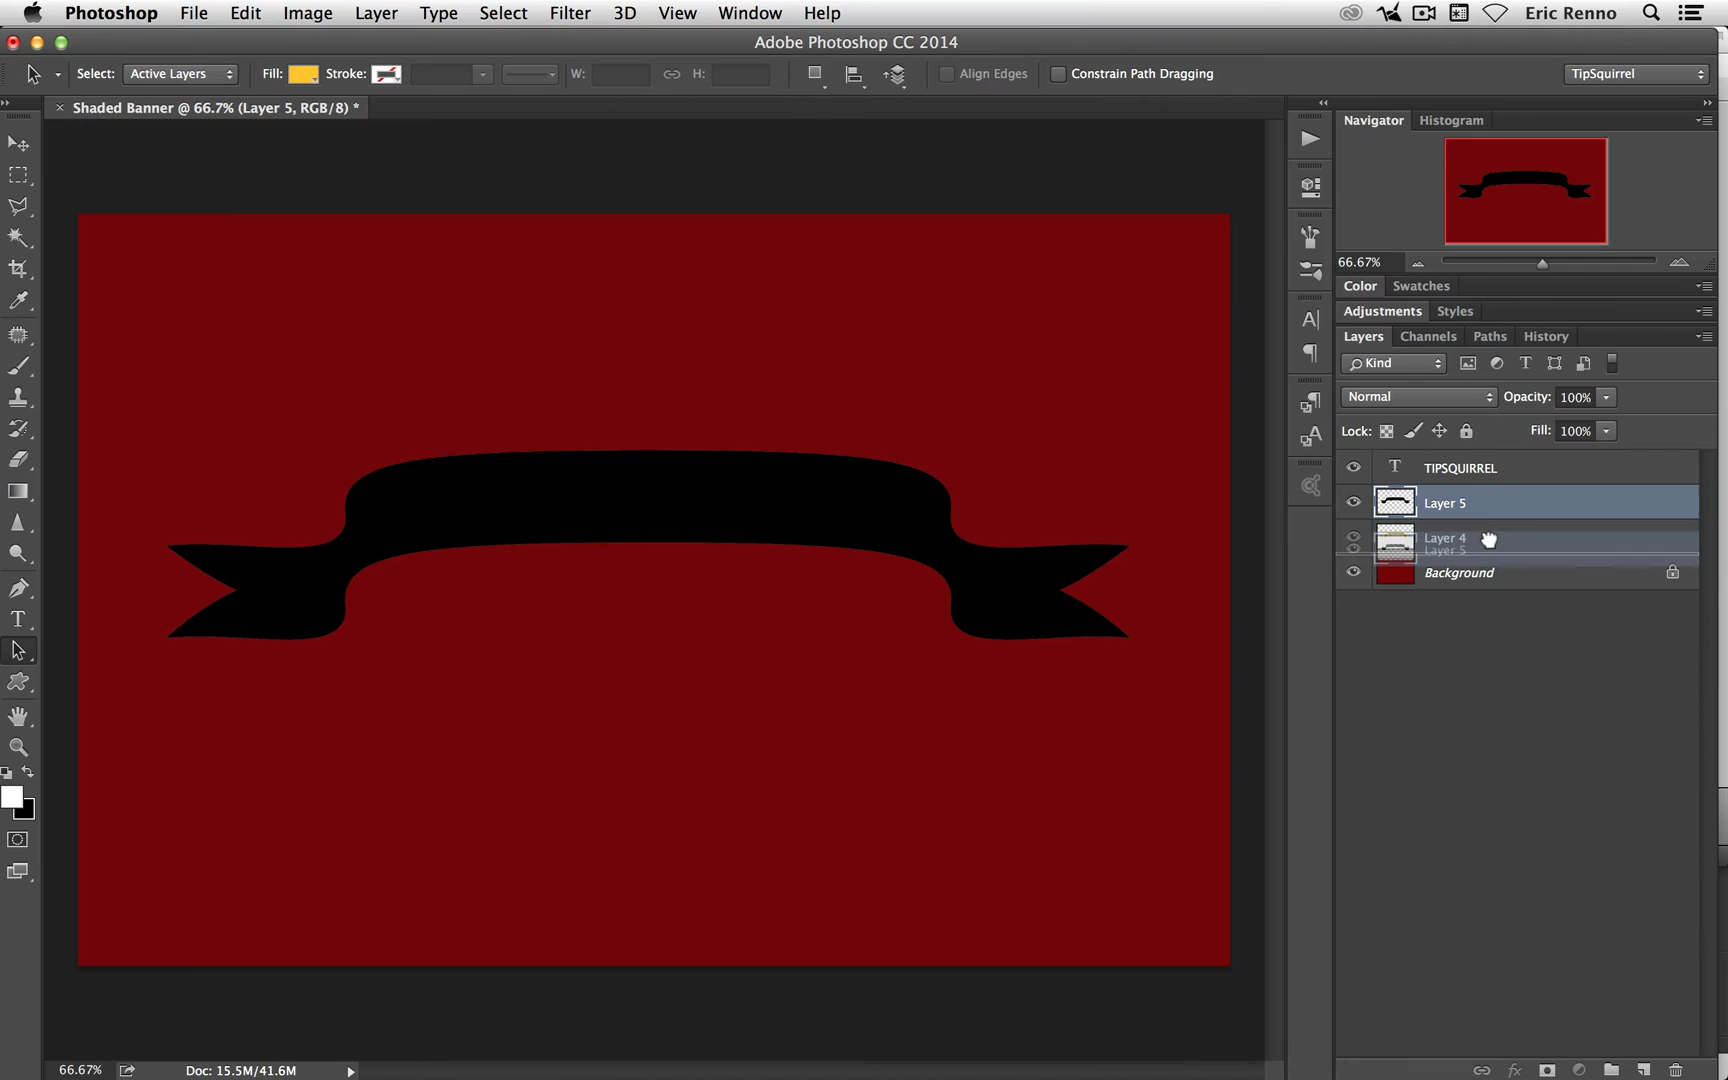 Photoshop File Edit Image Layer Type Select Filter 3D View Window Help Eric Renno
Adobe Photoshop CC 2014
Select: Active Layers Fill: Stroke: W: H: Align Edges Constrain Path Dragging TipSquirrel
× Shaded Banner @ 66.7% (Layer 5, RGB/8) *
Navigator Histogram
66.67%
Color Swatches
Adjustments Styles
Layers Channels Paths History
Kind
Normal Opacity: 100%
Lock: Fill: 100%
TIPSQUIRREL
Layer 5
Layer 4
Layer 5
Background
66.67% Doc: 15.5M/41.6M